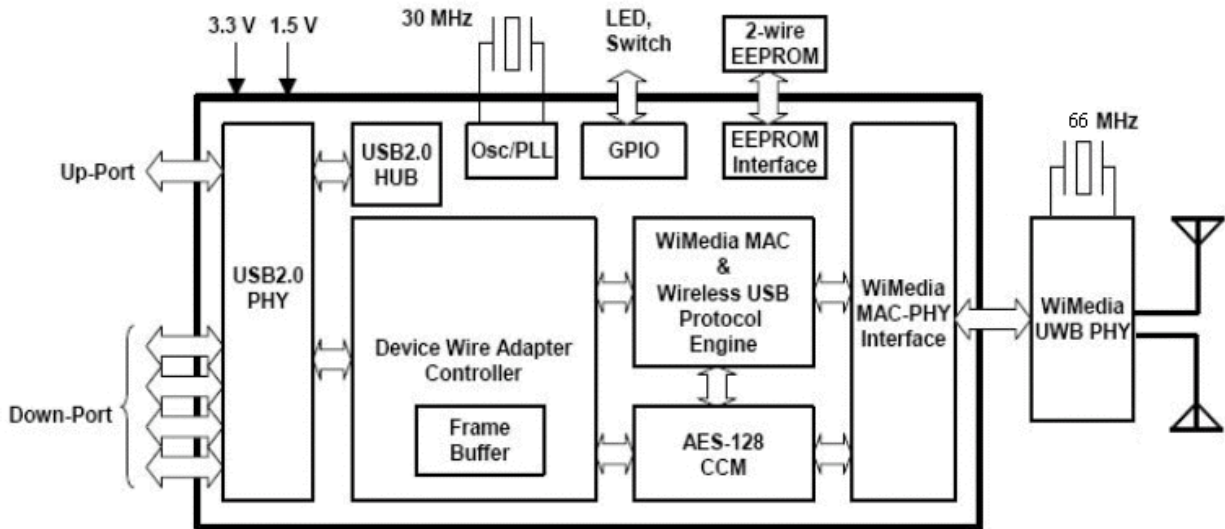 3.3 V
1.5 V
30 MHz
LED,
Switch
2-wire
EEPROM
66 MHz
Up-Port
USB2.0
HUB
Osc/PLL
GPIO
EEPROM
Interface
USB2.0
PHY
WiMedia MAC
&
Wireless USB
Protocol
Engine
WiMedia
MAC-PHY
Interface
WiMedia
UWB PHY
Device Wire Adapter
Controller
Down-Port
Frame
Buffer
AES-128
CCM